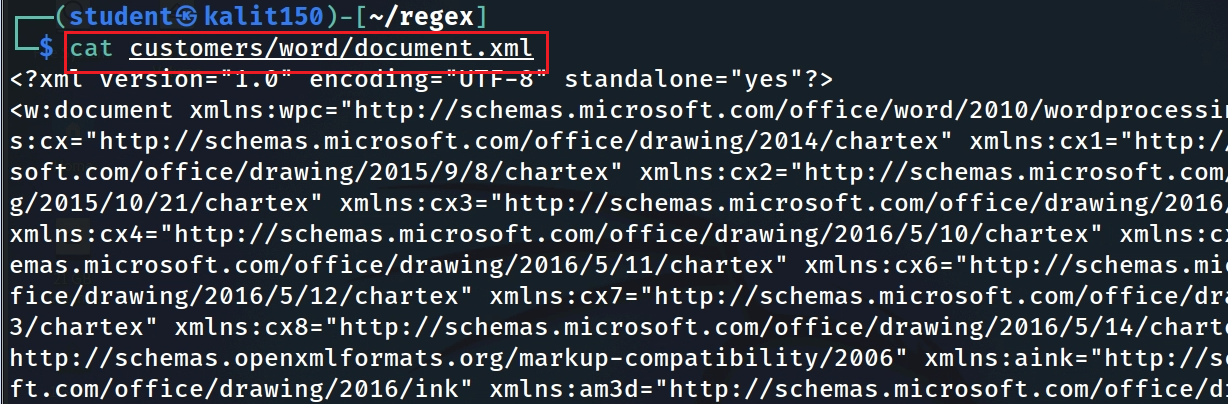 (student㉿kalit150)-[~/regex]
$ cat customers/word/document.xml
<?xml version="1.0" encoding="UTF-8" standalone="yes"?>
<w:document xmlns:wpc="http://schemas.microsoft.com/office/word/2010/wordprocessin
s:cx="http://schemas.microsoft.com/office/drawing/2014/chartex" xmlns:cx1="http:/
soft.com/office/drawing/2015/9/8/chartex" xmlns:cx2="http://schemas.microsoft.com
g/2015/10/21/chartex" xmlns:cx3="http://schemas.microsoft.com/office/drawing/2016/
xmlns:cx4="http://schemas.microsoft.com/office/drawing/2016/5/10/chartex" xmlns:cx
emas.microsoft.com/office/drawing/2016/5/11/chartex" xmlns:cx6="http://schemas.mic
fice/drawing/2016/5/12/chartex" xmlns:cx7="http://schemas.microsoft.com/office/dra
3/chartex" xmlns:cx8="http://schemas.microsoft.com/office/drawing/2016/5/14/charte
http://schemas.openxmlformats.org/markup-compatibility/2006" xmlns:aink="http://sc
ft.com/office/drawing/2016/ink" xmlns:am3d="http://schemas.microsoft.com/office/d